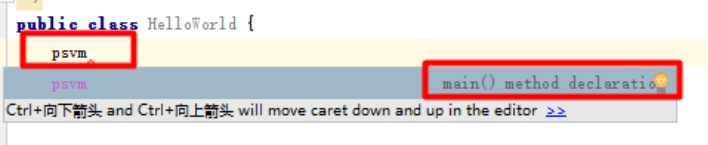 public class HelloWorld {
psvm
psvm main() method declaratio
Ctrl+向下箭头 and Ctrl+向上箭头 will move caret down and up in the editor >>